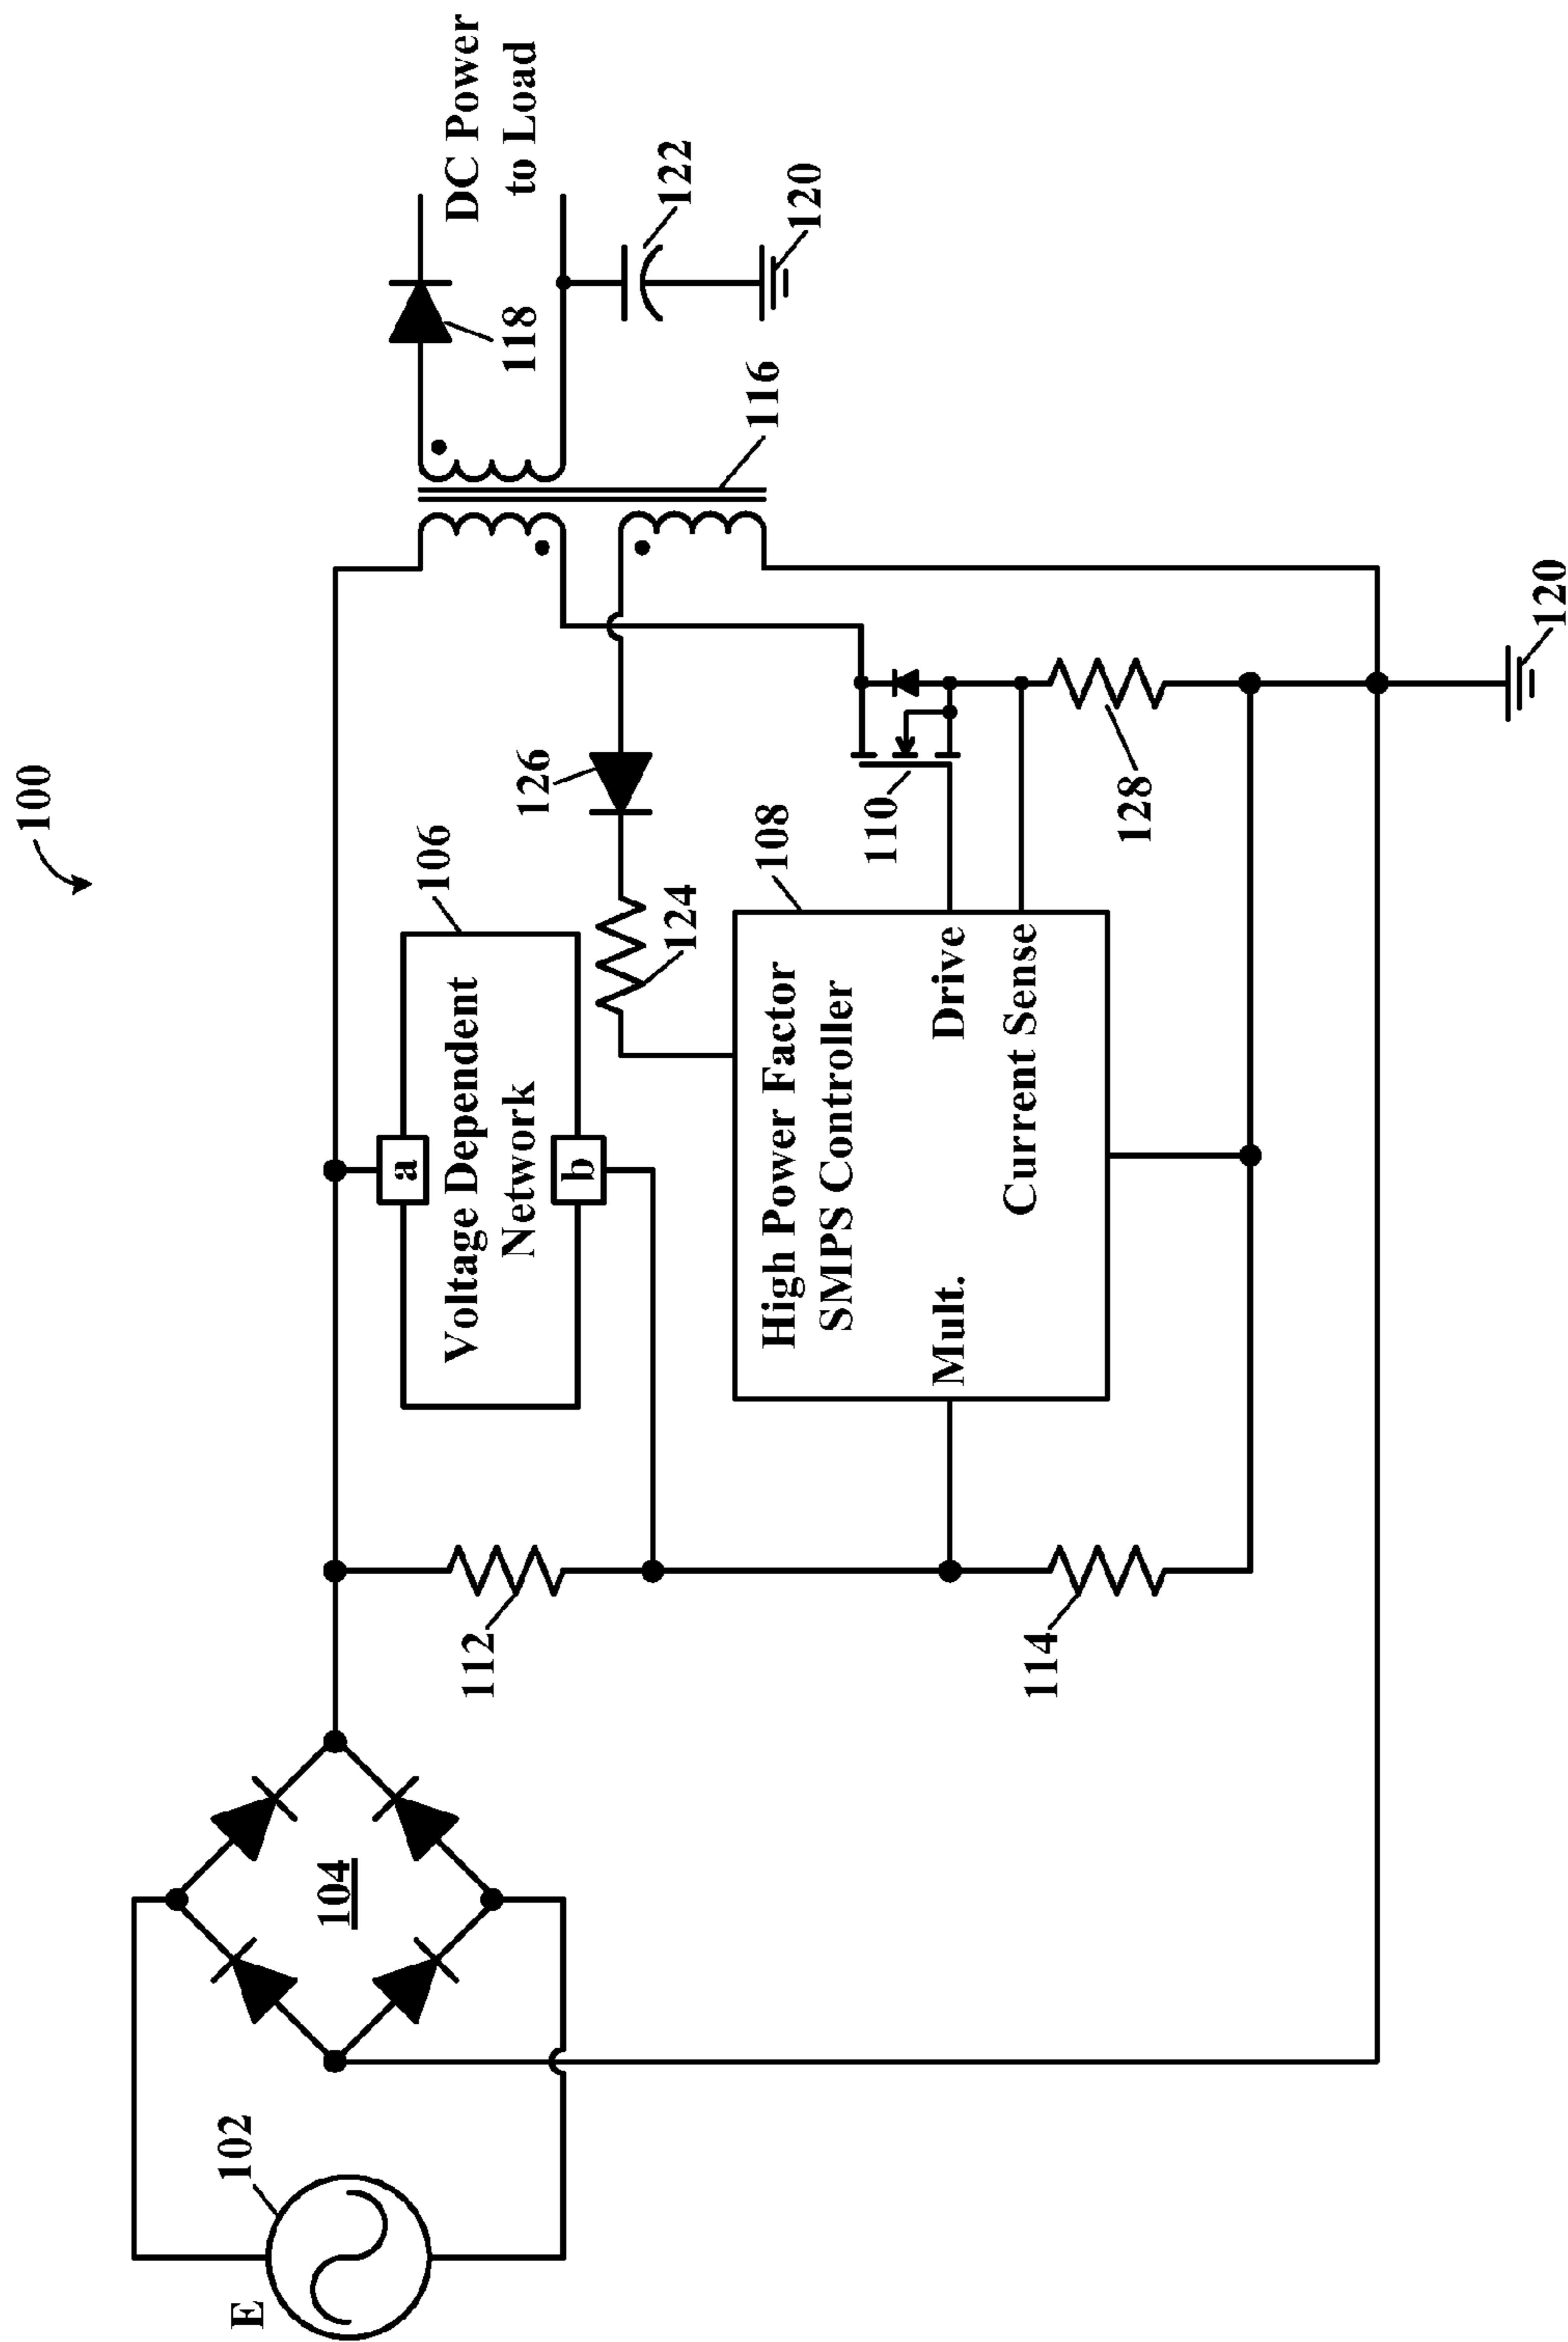 100
E
102
104
112
114
a
Voltage Dependent
Network
b
106
126
124
High Power Factor
SMPS Controller
Mult.
Drive
Current Sense
108
110
128
116
118
DC Power
to Load
122
120
120